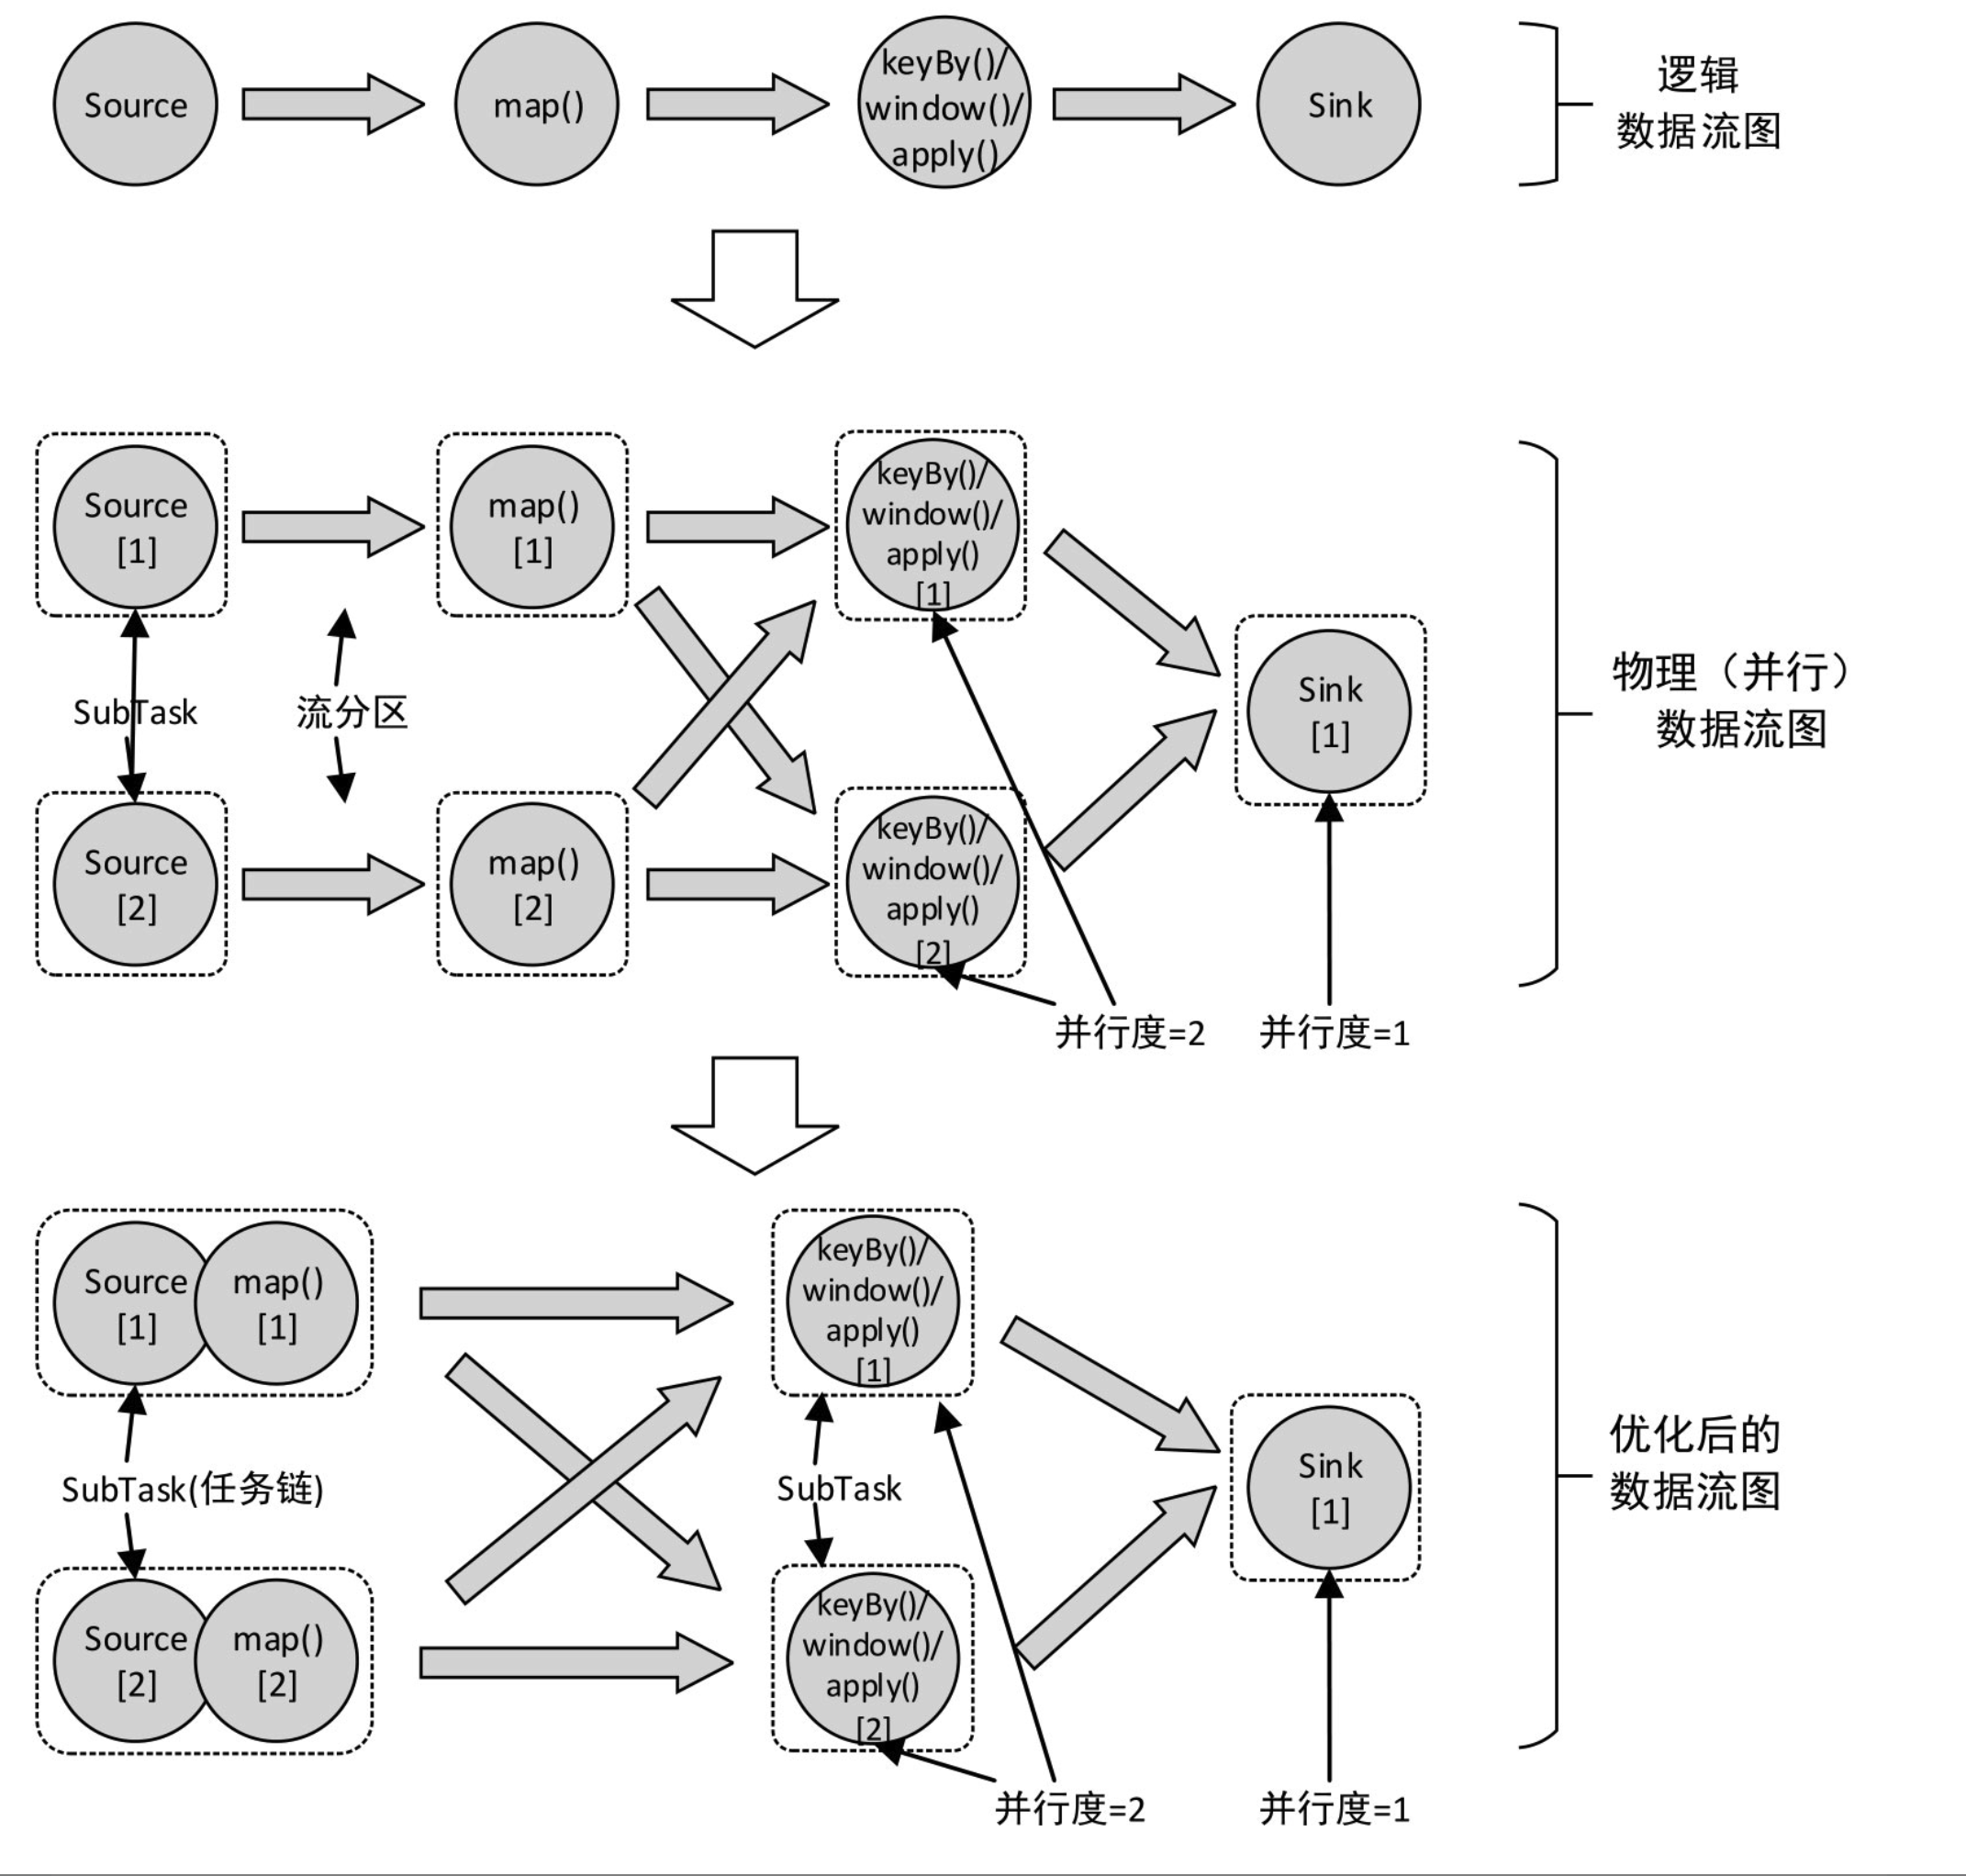 Source
map()
keyBy()/
window()/
apply()
Sink
逻辑
数据流图
Source
[1]
map()
[1]
keyBy()/
window()/
apply()
[1]
SubTask
流分区
Sink
[1]
物理（并行）
数据流图
Source
[2]
map()
[2]
keyBy()/
window()/
apply()
[2]
并行度=2
并行度=1
Source
[1]
map()
[1]
keyBy()/
window()/
apply()
[1]
SubTask(任务链)
SubTask
Sink
[1]
优化后的
数据流图
Source
[2]
map()
[2]
keyBy()/
window()/
apply()
[2]
并行度=2
并行度=1